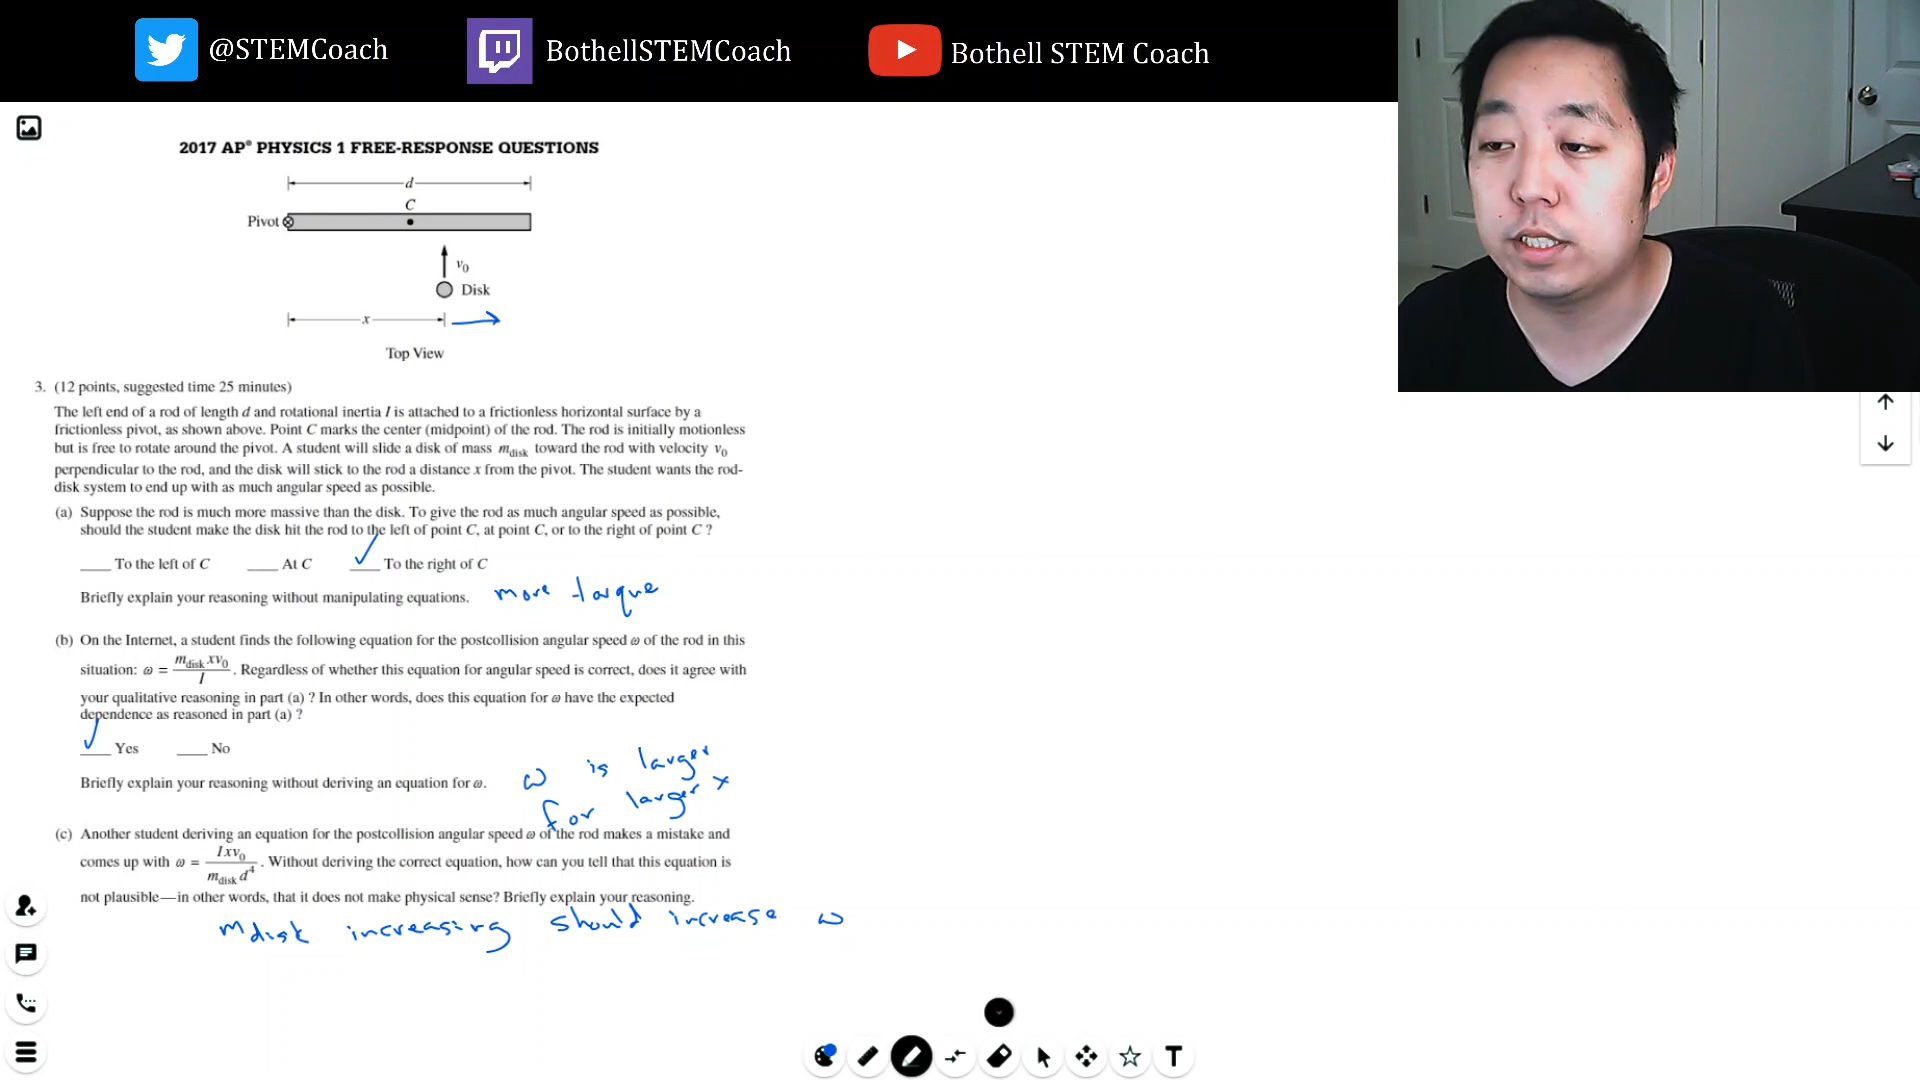 @STEMCoach
BothellSTEMCoach
Bothell STEM Coach
2017 AP® PHYSICS 1 FREE-RESPONSE QUESTIONS
d
C
Pivot
v₀
Disk
x
Top View
3. (12 points, suggested time 25 minutes)
The left end of a rod of length d and rotational inertia I is attached to a frictionless horizontal surface by a
frictionless pivot, as shown above. Point C marks the center (midpoint) of the rod. The rod is initially motionless
but is free to rotate around the pivot. A student will slide a disk of mass m_disk toward the rod with velocity v₀
perpendicular to the rod, and the disk will stick to the rod a distance x from the pivot. The student wants the rod-
disk system to end up with as much angular speed as possible.
(a) Suppose the rod is much more massive than the disk. To give the rod as much angular speed as possible,
should the student make the disk hit the rod to the left of point C, at point C, or to the right of point C ?
____ To the left of C ____ At C ____ To the right of C
Briefly explain your reasoning without manipulating equations. more torque
(b) On the Internet, a student finds the following equation for the postcollision angular speed ω of the rod in this
situation: ω = m_disk xv₀ / I . Regardless of whether this equation for angular speed is correct, does it agree with
your qualitative reasoning in part (a) ? In other words, does this equation for ω have the expected
dependence as reasoned in part (a) ?
____ Yes ____ No
ω is larger
Briefly explain your reasoning without deriving an equation for ω.
for larger x
(c) Another student deriving an equation for the postcollision angular speed ω of the rod makes a mistake and
comes up with ω = Ixv₀ / m_disk d⁴ . Without deriving the correct equation, how can you tell that this equation is
not plausible—in other words, that it does not make physical sense? Briefly explain your reasoning.
m disk increasing should increase ω
T